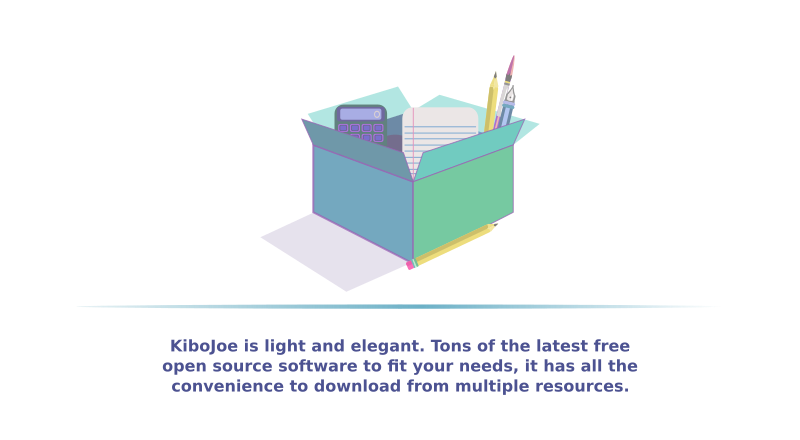 KiboJoe is light and elegant. Tons of the latest free
open source software to fit your needs, it has all the
convenience to download from multiple resources.